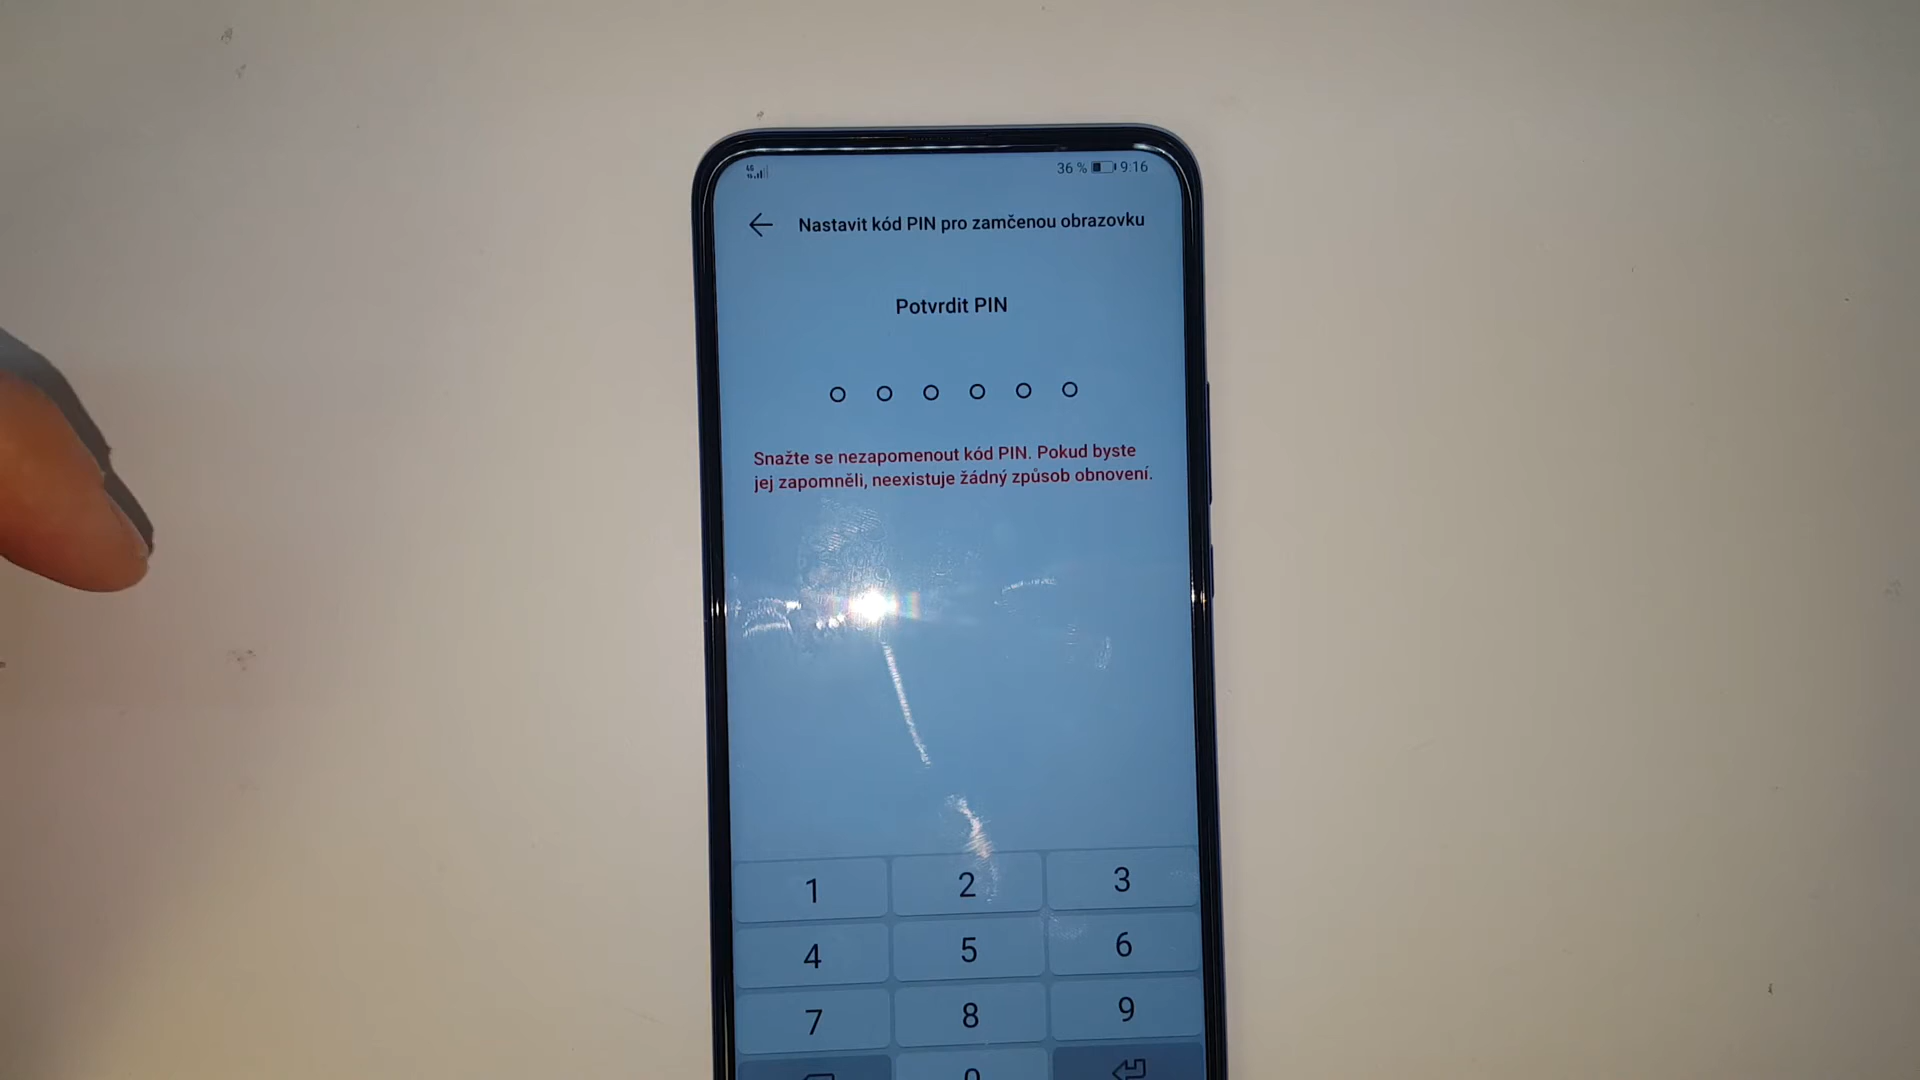 4G
36 % 9:16
Nastavit kód PIN pro zamčenou obrazovku
Potvrdit PIN
Snažte se nezapomenout kód PIN. Pokud byste
jej zapomněli, neexistuje žádný způsob obnovení.
1 2 3
4 5 6
7 8 9
0